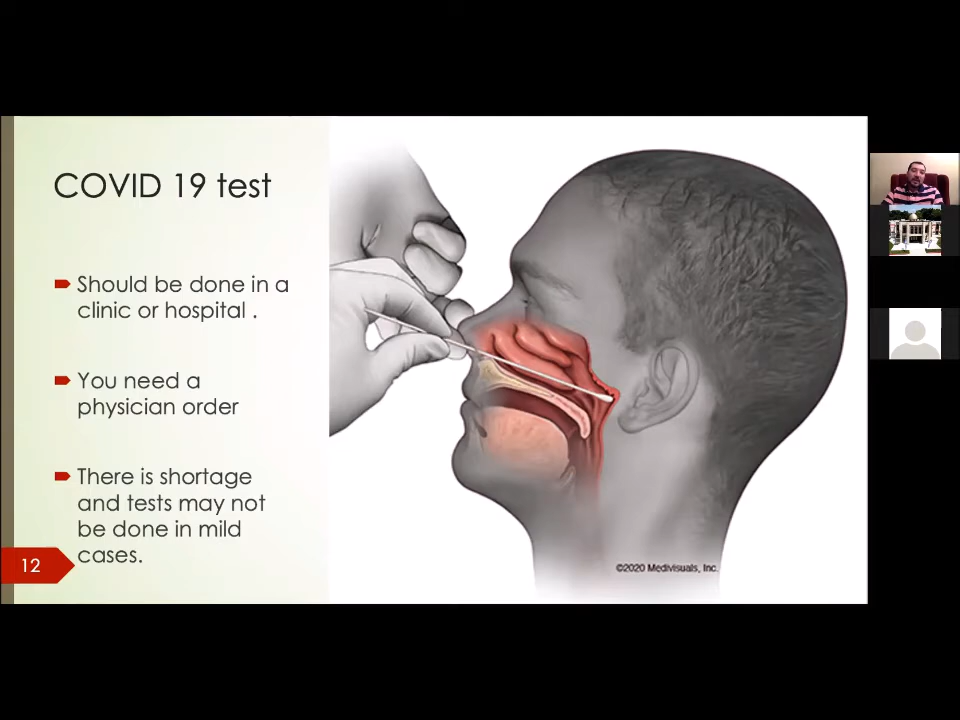 COVID 19 test
Should be done in a
clinic or hospital .
You need a
physician order
There is shortage
and tests may not
be done in mild
cases.
12
©2020 Medivisuals, Inc.